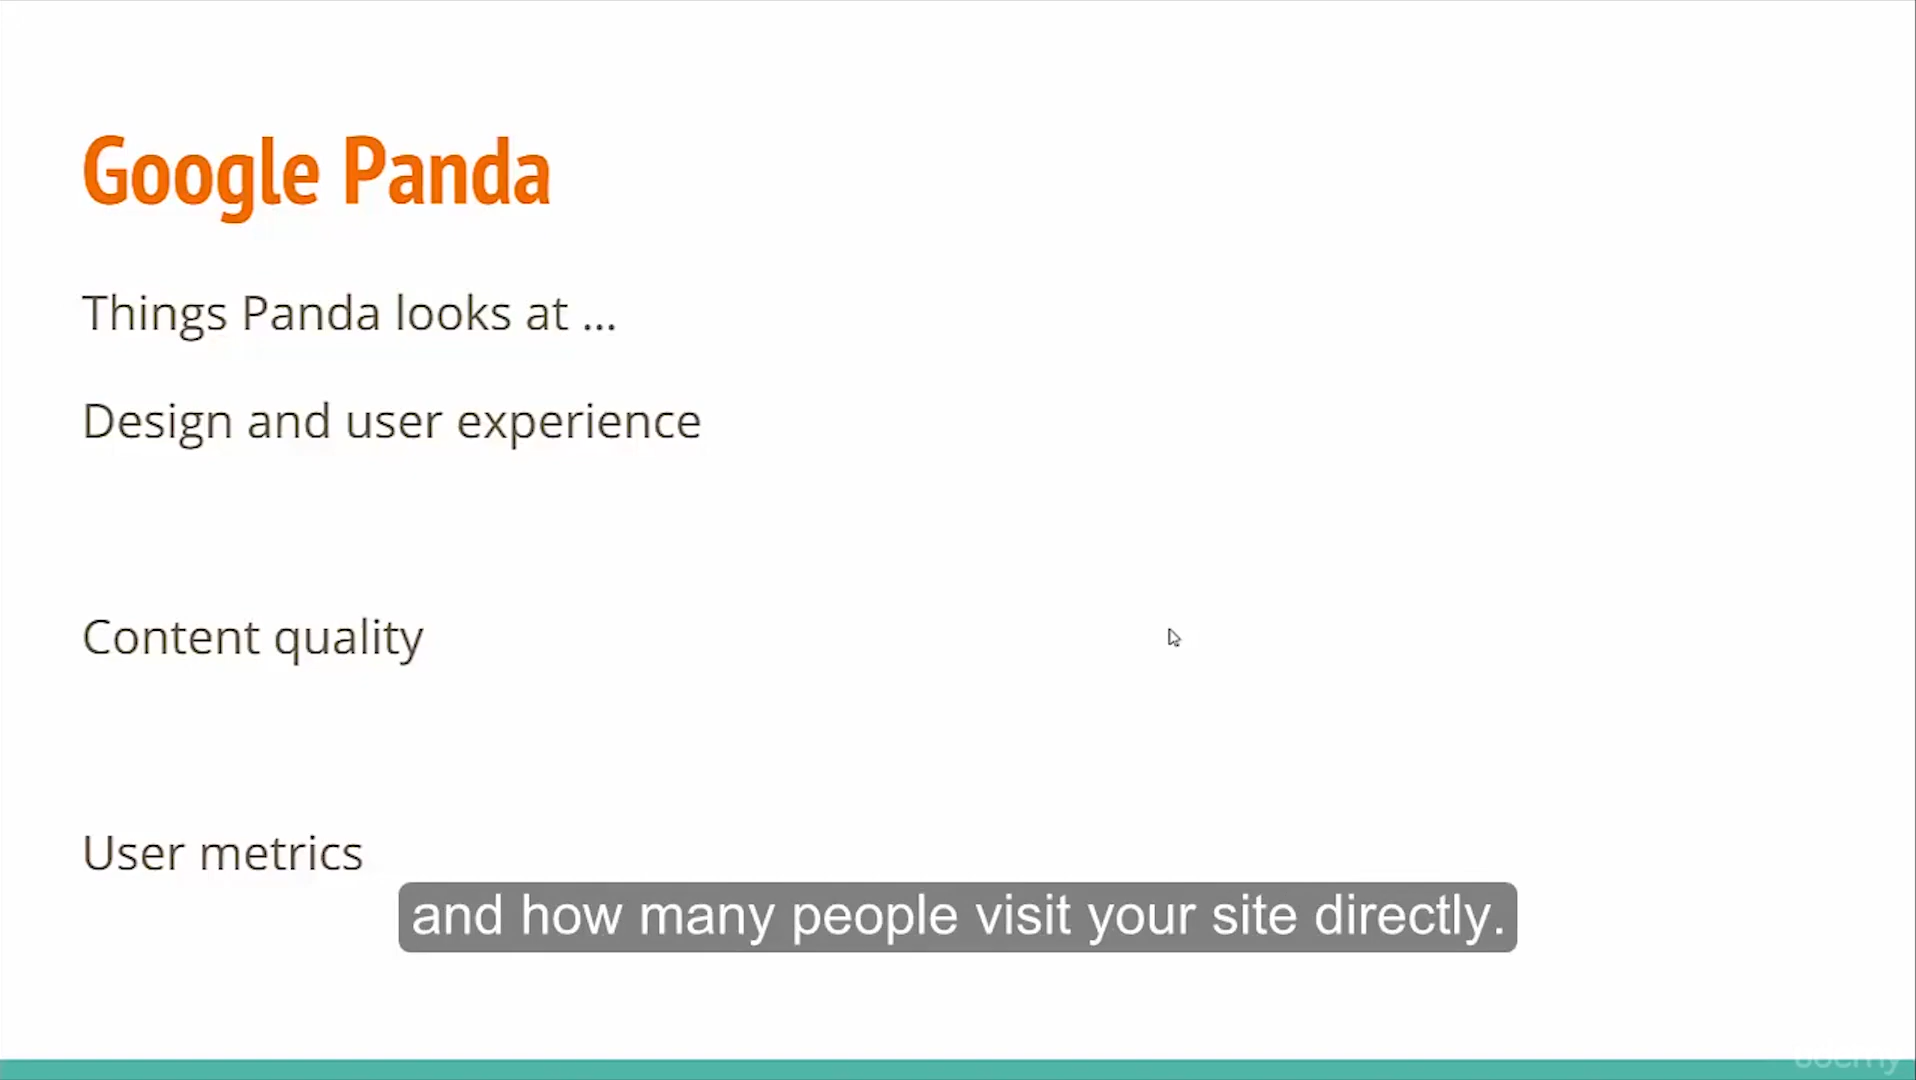 Google Panda
Things Panda looks at ...
Design and user experience
Content quality
User metrics
and how many people visit your site directly.